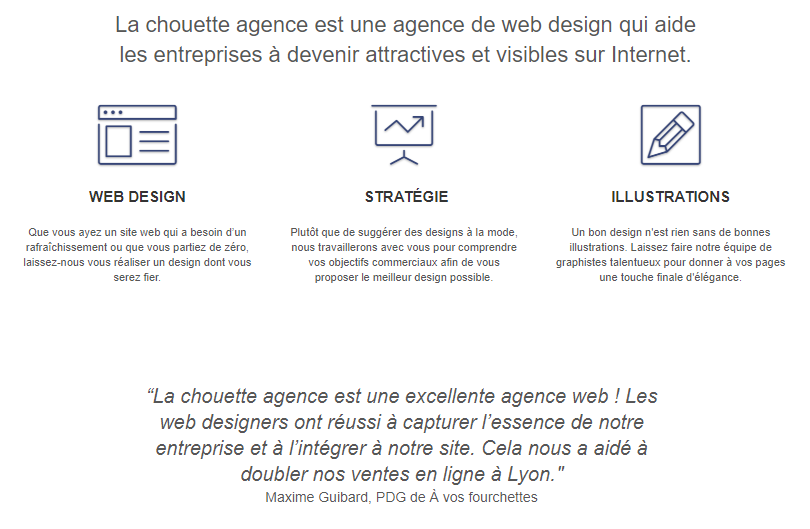 La chouette agence est une agence de web design qui aide
les entreprises à devenir attractives et visibles sur Internet.
WEB DESIGN
Que vous ayez un site web qui a besoin d’un
rafraîchissement ou que vous partiez de zéro,
laissez-nous vous réaliser un design dont vous
serez fier.
STRATÉGIE
Plutôt que de suggérer des designs à la mode,
nous travaillerons avec vous pour comprendre
vos objectifs commerciaux afin de vous
proposer le meilleur design possible.
ILLUSTRATIONS
Un bon design n’est rien sans de bonnes
illustrations. Laissez faire notre équipe de
graphistes talentueux pour donner à vos pages
une touche finale d’élégance.
“La chouette agence est une excellente agence web ! Les
web designers ont réussi à capturer l’essence de notre
entreprise et à l’intégrer à notre site. Cela nous a aidé à
doubler nos ventes en ligne à Lyon."
Maxime Guibard, PDG de À vos fourchettes